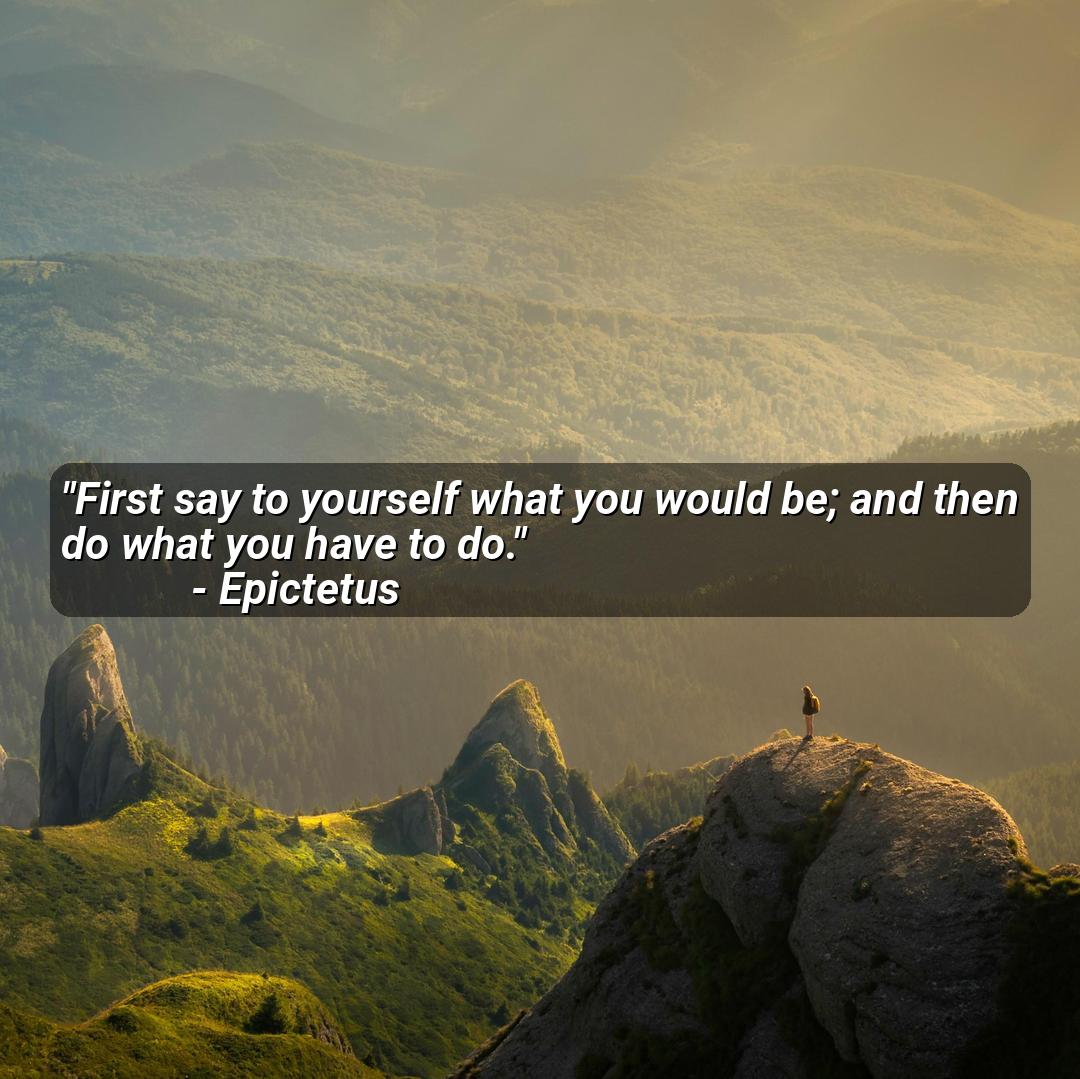 "First say to yourself what you would be; and then
do what you have to do."
- Epictetus